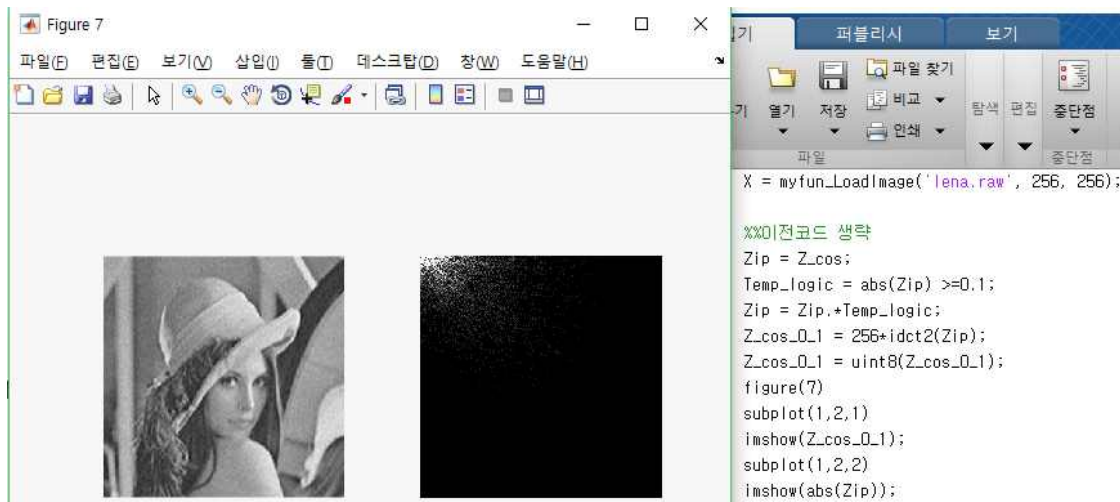 Figure 7
파일(F) 편집(E) 보기(V) 삽입(I) 툴(T) 데스크탑(D) 창(W) 도움말(H)
퍼블리시 보기
열기 저장 파일 찾기 비교 인쇄 탐색 편집 중단점
파일 중단점
X = myfun_LoadImage('lena.raw', 256, 256);
%%이전코드 생략
Zip = Z_cos;
Temp_logic = abs(Zip) >=0.1;
Zip = Zip.*Temp_logic;
Z_cos_0_1 = 256*idct2(Zip);
Z_cos_0_1 = uint8(Z_cos_0_1);
figure(7)
subplot(1,2,1)
imshow(Z_cos_0_1);
subplot(1,2,2)
imshow(abs(Zip));